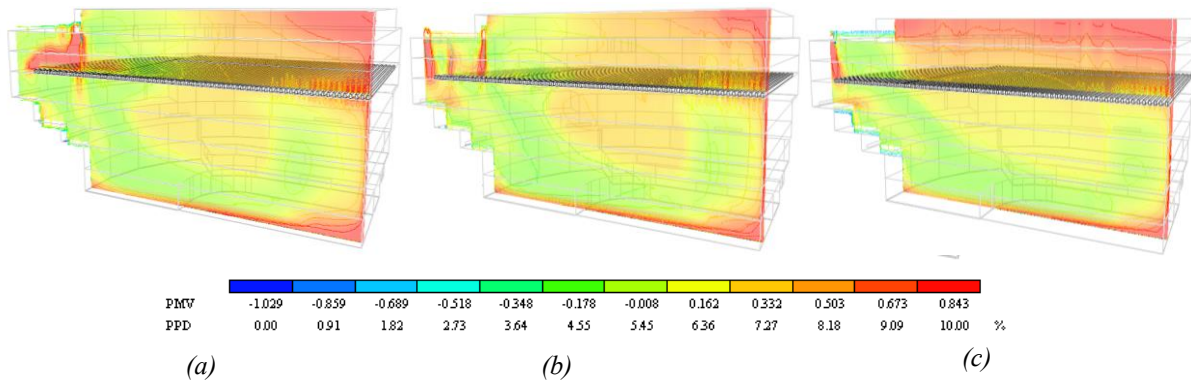 PMV -1.029 -0.859 -0.689 -0.518 -0.348 -0.178 -0.008 0.162 0.332 0.503 0.673 0.843
PPD 0.00 0.91 1.82 2.73 3.64 4.55 5.45 6.36 7.27 8.18 9.09 10.00 %
(a) (b) (c)